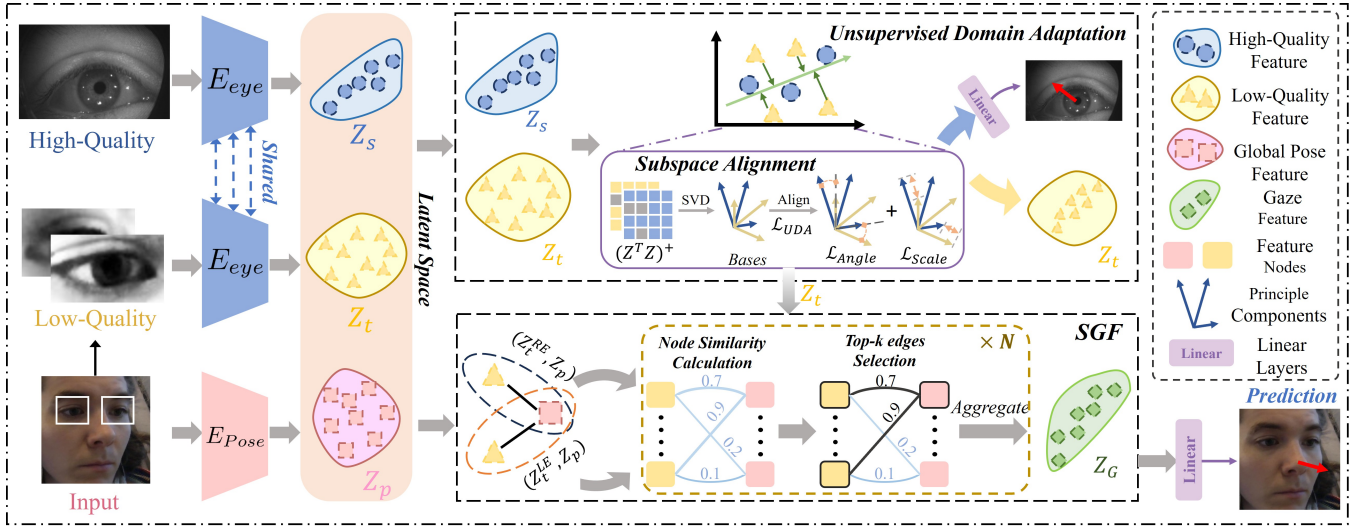 High-Quality
E_eye
Shared
E_eye
Low-Quality
Input
E_Pose
Z_s
Z_t
Z_p
Latent Space
Unsupervised Domain Adaptation
Z_s
Z_t
Subspace Alignment
(Z^T Z)^+
SVD
Bases
Align
L_UDA
L_Angle
+
L_Scale
Linear
Z_t
Z_t
SGF
(Z_t^RE, Z_p)
(Z_t^LE, Z_p)
Node Similarity
Calculation
0.7
0.9
0.2
0.1
Top-k edges
Selection
0.7
0.9
0.2
0.1
× N
Aggregate
Z_G
Linear
Prediction
High-Quality
Feature
Low-Quality
Feature
Global Pose
Feature
Gaze
Feature
Feature
Nodes
Principle
Components
Linear
Linear
Layers